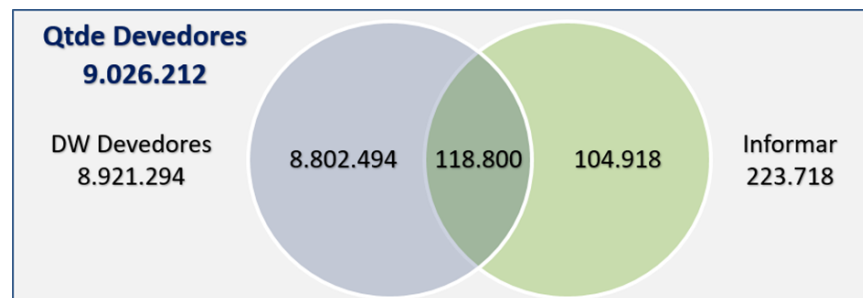 Qtde Devedores
9.026.212
DW Devedores
8.921.294
8.802.494
118.800
104.918
Informar
223.718